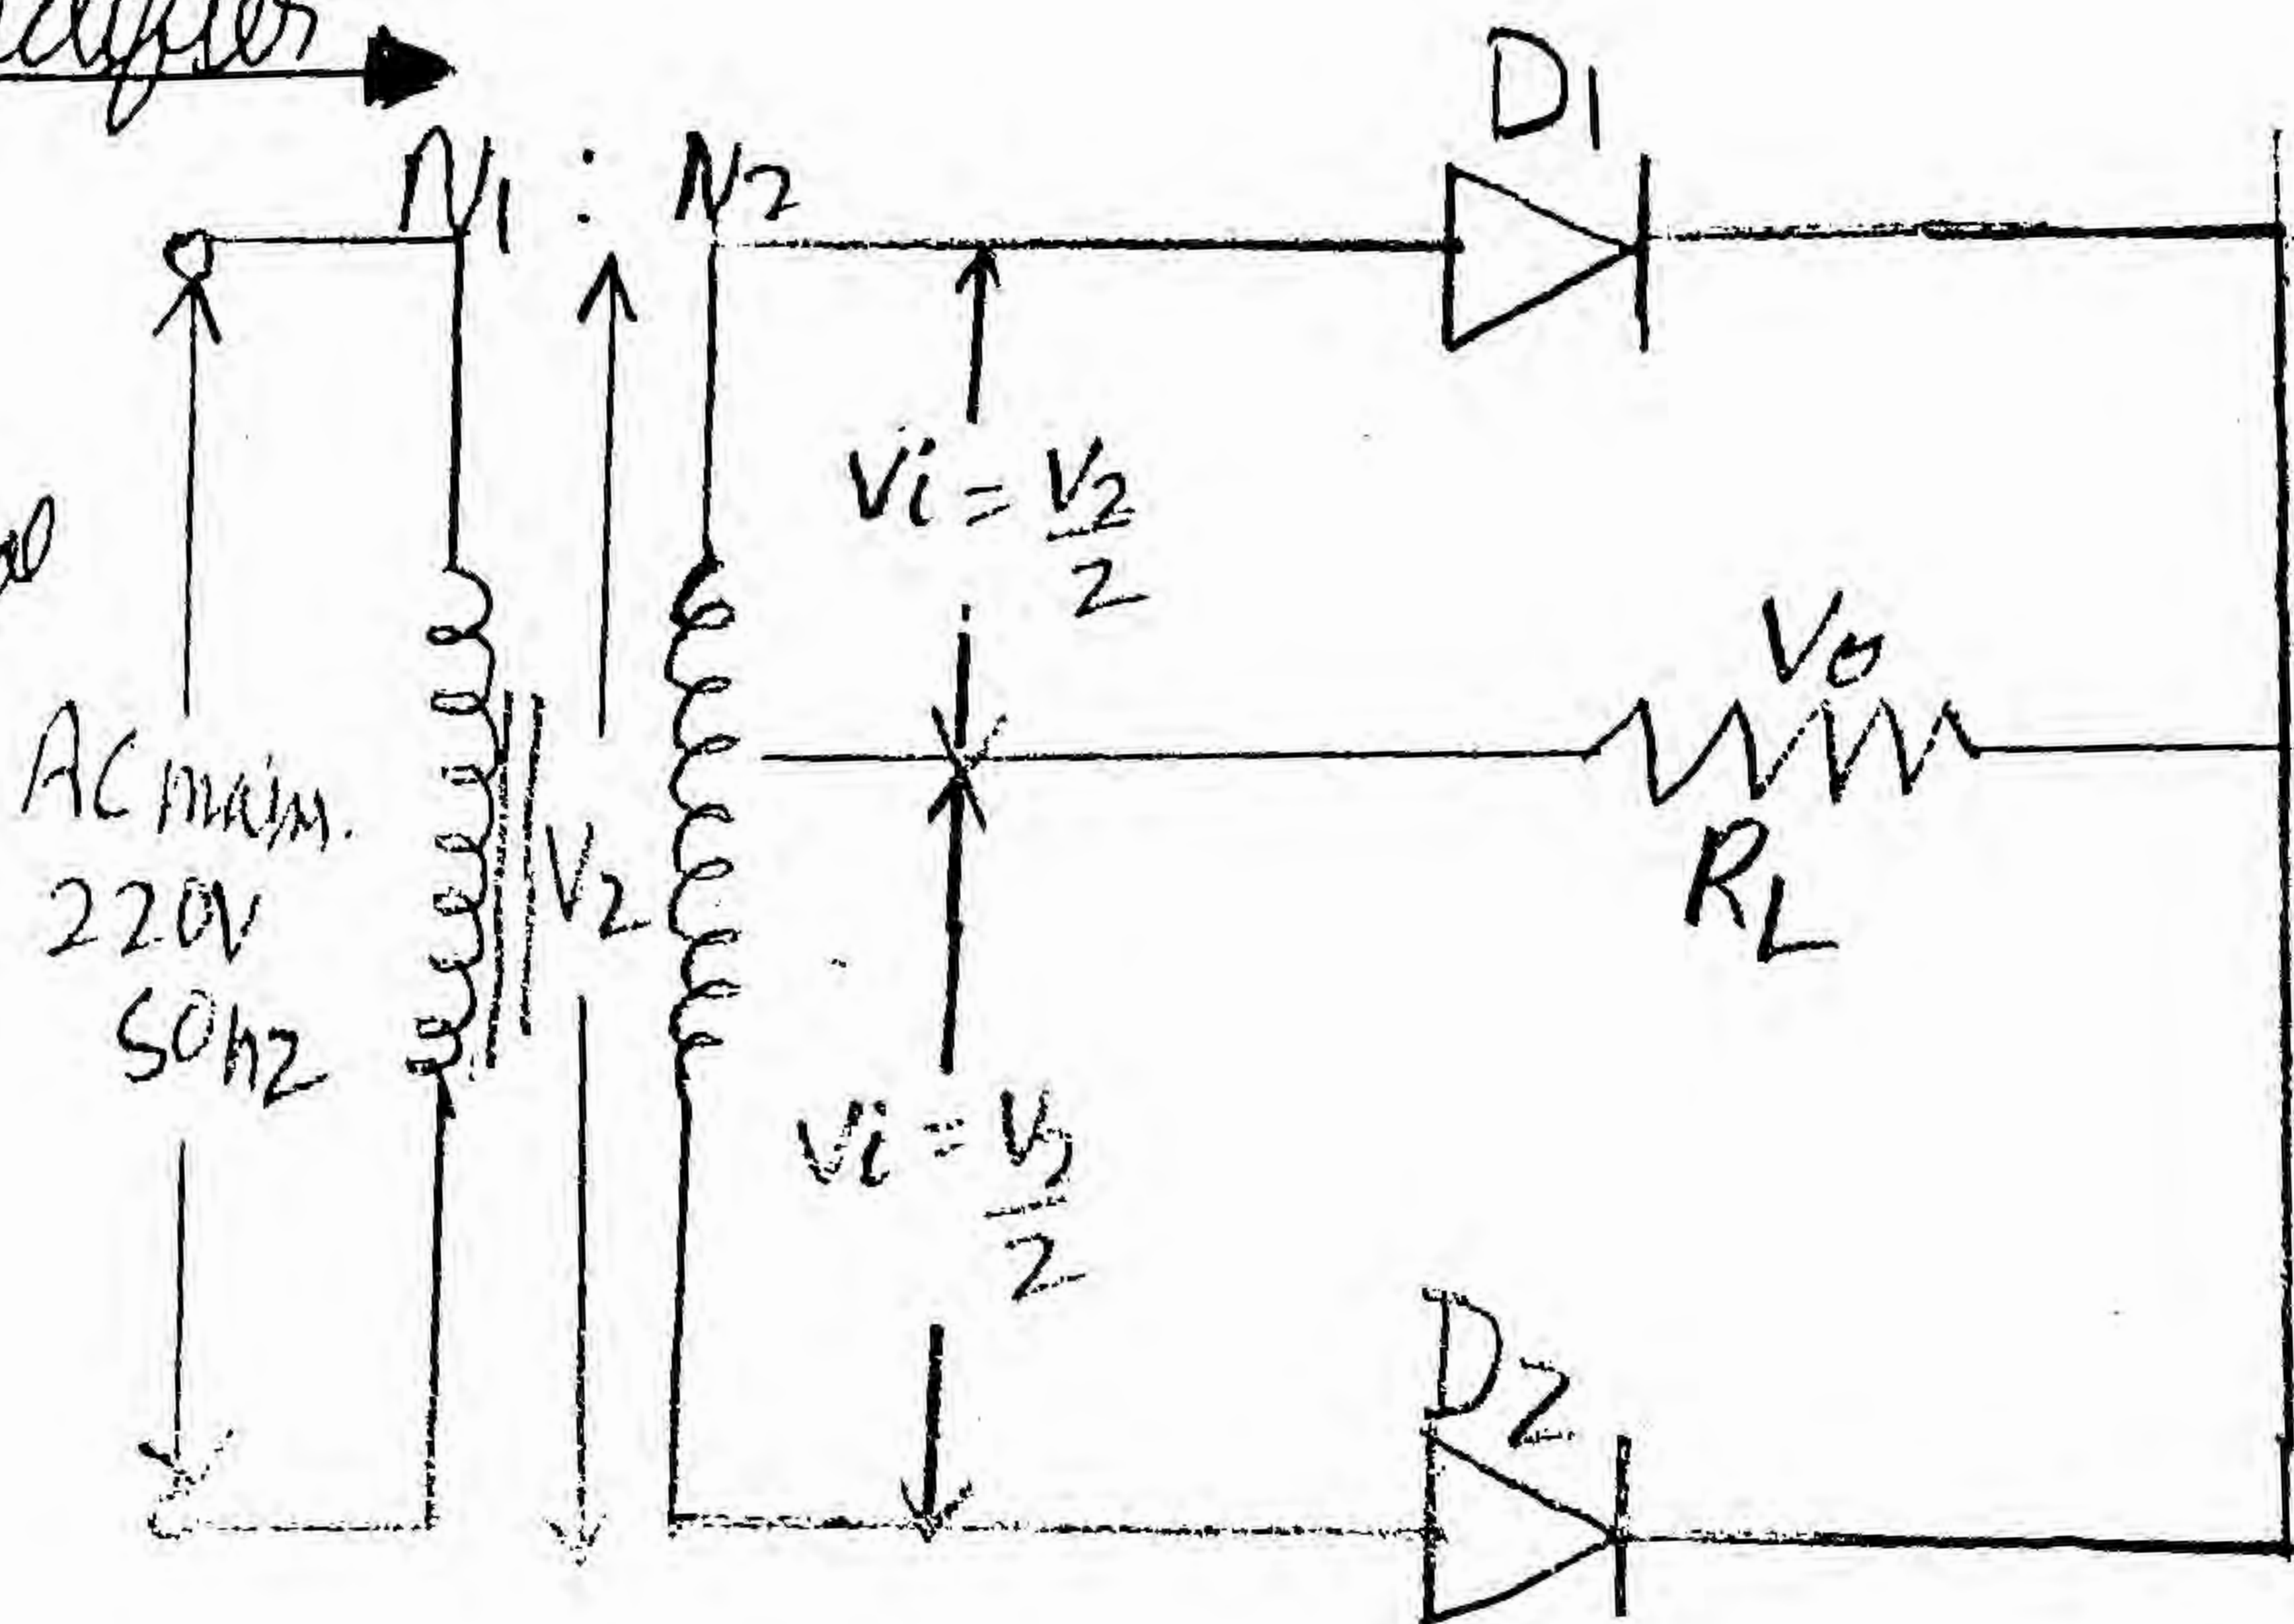 D1
N1 : N2
Vi = V2
2
Vo
RL
AC main.
220V
50hz
V2
Vi = V2
2
D2